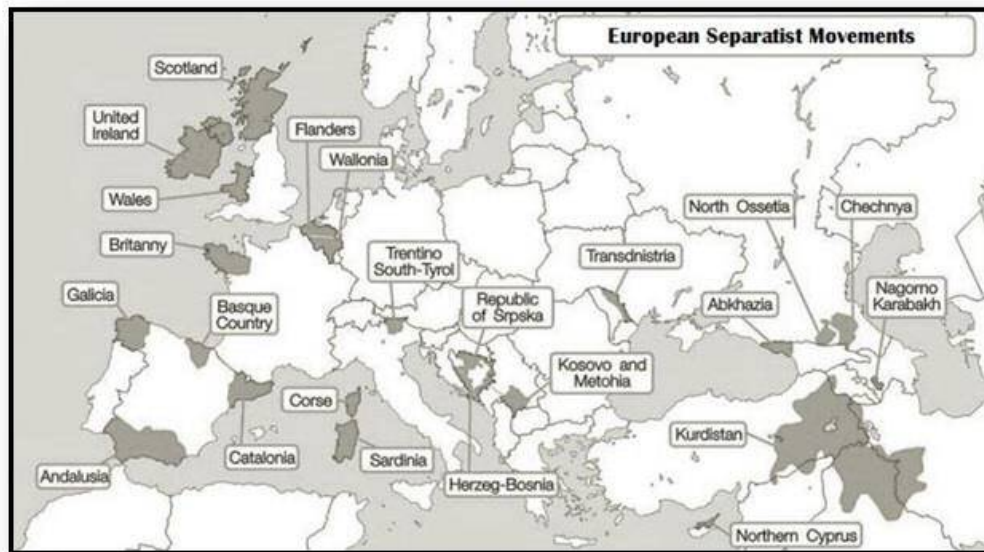 European Separatist Movements
Scotland
United
Ireland
Flanders
Wallonia
Wales
North Ossetia
Chechnya
Britanny
Trentino
South-Tyrol
Transdnistria
Nagorno
Karabakh
Galicia
Basque
Country
Republic
of Srpska
Abkhazia
Kosovo and
Metohia
Corse
Kurdistan
Andalusia
Catalonia
Sardinia
Herzeg-Bosnia
Northern Cyprus